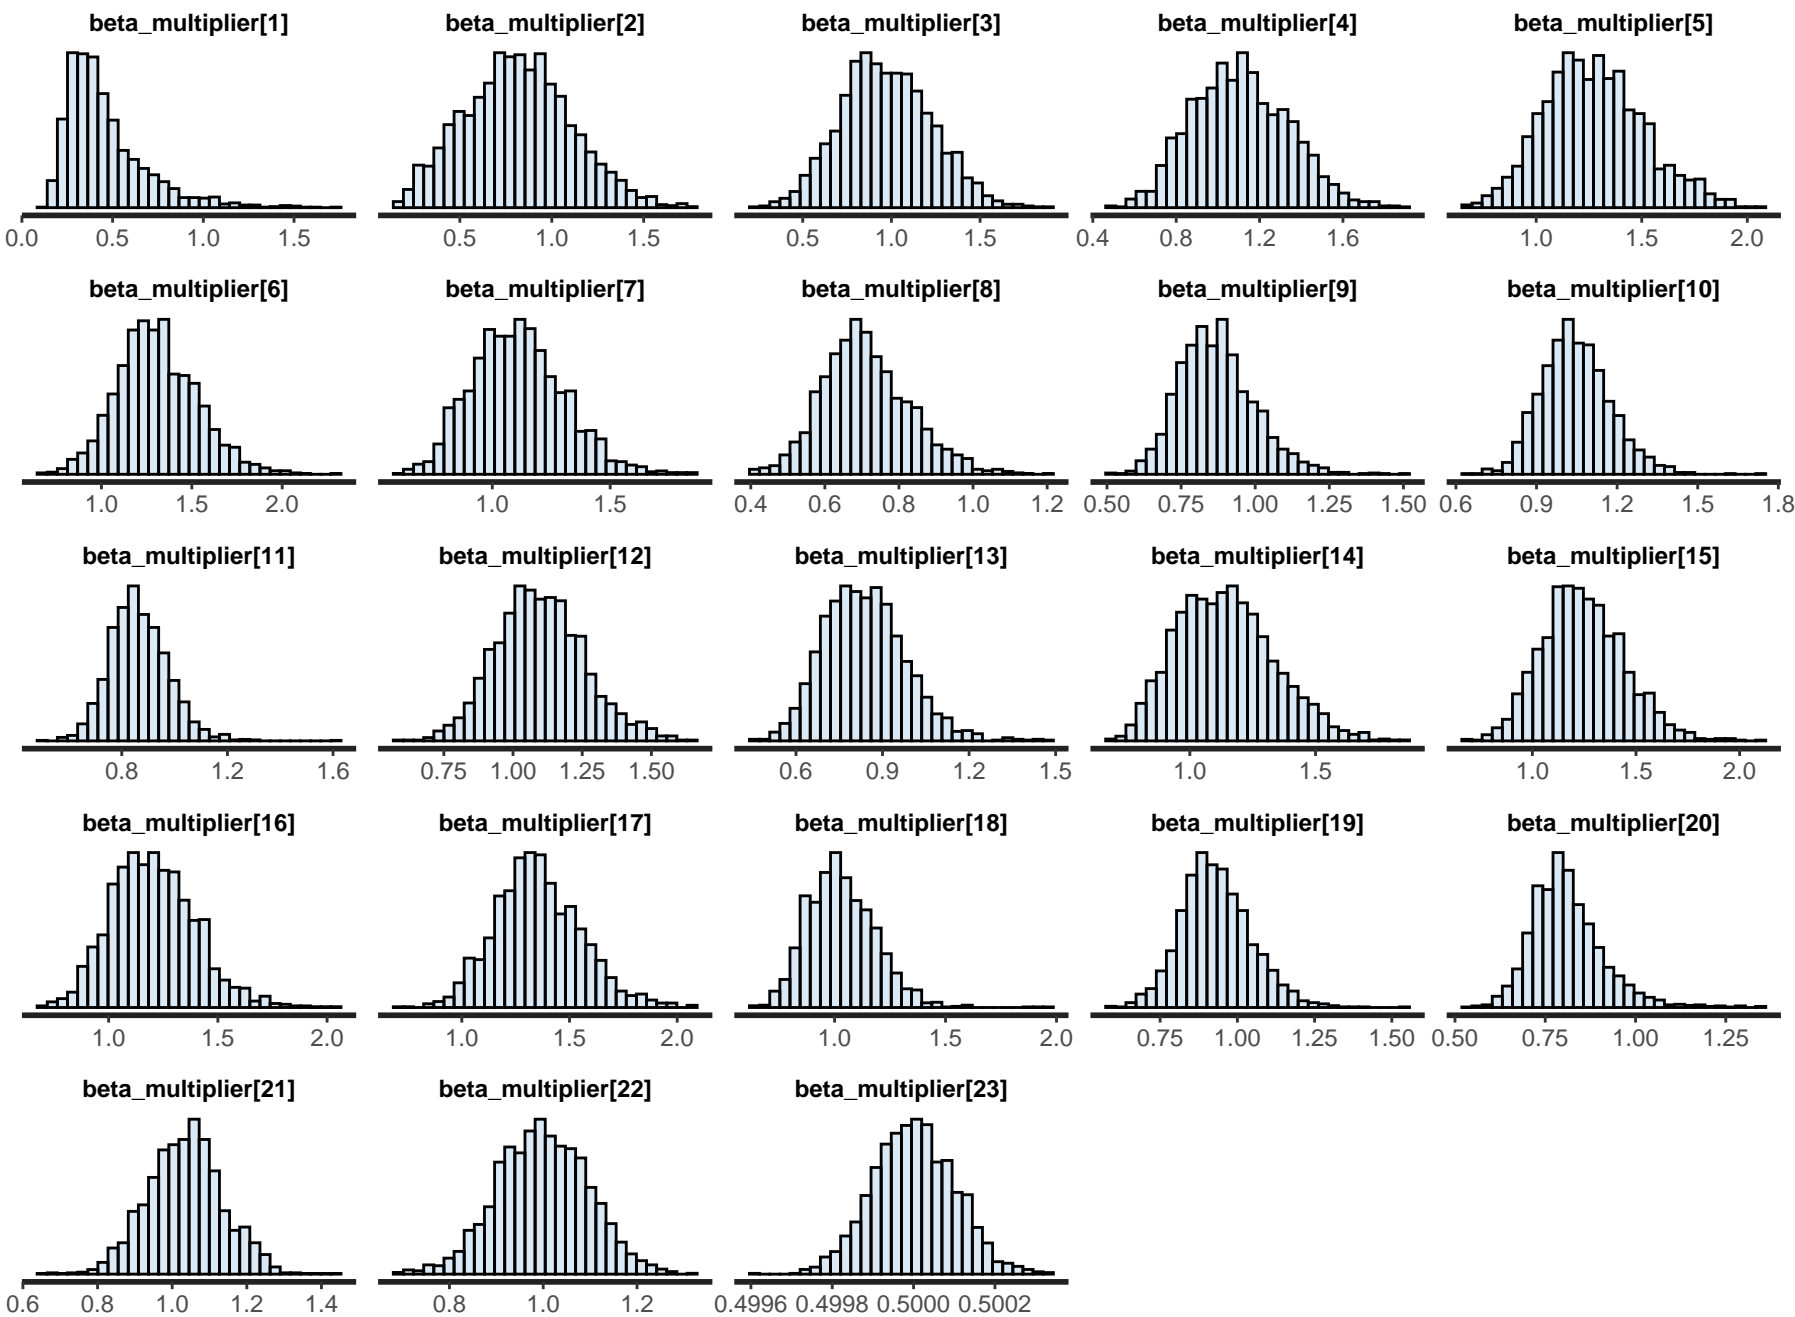 beta_multiplier[1] beta_multiplier[2] beta_multiplier[3] beta_multiplier[4] beta_multiplier[5]
0.0 0.5 1.0 1.5 0.5 1.0 1.5 0.5 1.0 1.5 0.4 0.8 1.2 1.6 1.0 1.5 2.0
beta_multiplier[6] beta_multiplier[7] beta_multiplier[8] beta_multiplier[9] beta_multiplier[10]
1.0 1.5 2.0 1.0 1.5 0.4 0.6 0.8 1.0 1.2 0.50 0.75 1.00 1.25 1.50 0.6 0.9 1.2 1.5 1.8
beta_multiplier[11] beta_multiplier[12] beta_multiplier[13] beta_multiplier[14] beta_multiplier[15]
0.8 1.2 1.6 0.75 1.00 1.25 1.50 0.6 0.9 1.2 1.5 1.0 1.5 1.0 1.5 2.0
beta_multiplier[16] beta_multiplier[17] beta_multiplier[18] beta_multiplier[19] beta_multiplier[20]
1.0 1.5 2.0 1.0 1.5 2.0 1.0 1.5 2.0 0.75 1.00 1.25 1.50 0.50 0.75 1.00 1.25
beta_multiplier[21] beta_multiplier[22] beta_multiplier[23]
0.6 0.8 1.0 1.2 1.4 0.8 1.0 1.2 0.4996 0.4998 0.5000 0.5002